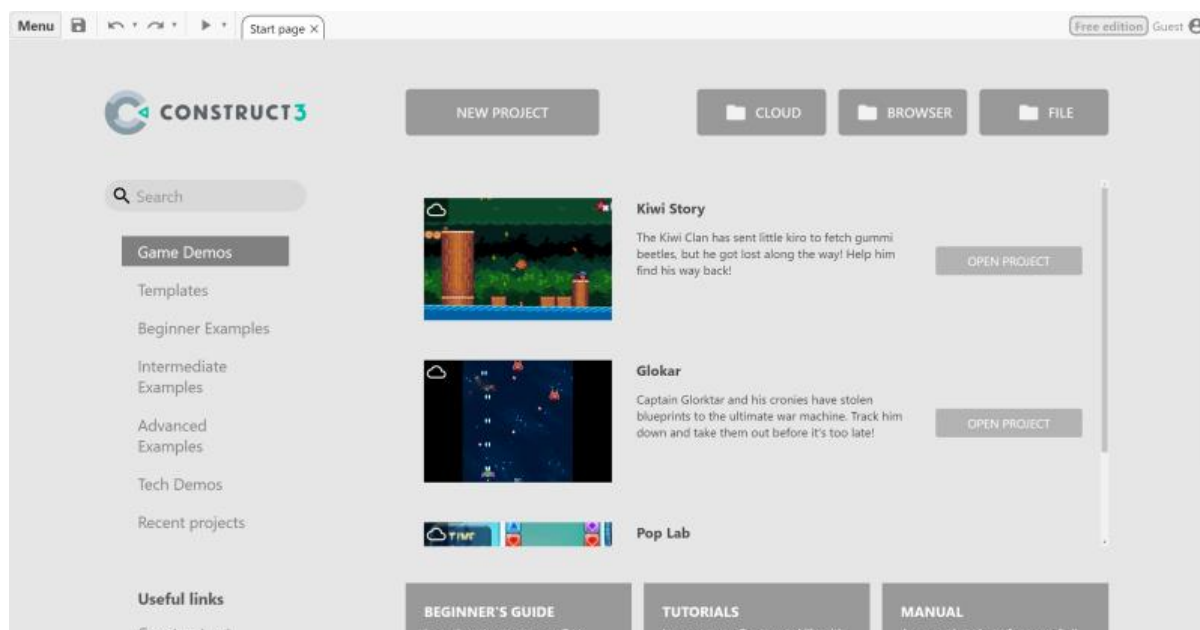 Menu
Start page ×
Free edition Guest
CONSTRUCT3
NEW PROJECT
CLOUD
BROWSER
FILE
Search
Game Demos
Templates
Beginner Examples
Intermediate
Examples
Advanced
Examples
Tech Demos
Recent projects
Useful links
Kiwi Story
The Kiwi Clan has sent little kiro to fetch gummi
beetles, but he got lost along the way! Help him
find his way back!
OPEN PROJECT
Glokar
Captain Glorktar and his cronies have stolen
blueprints to the ultimate war machine. Track him
down and take them out before it's too late!
OPEN PROJECT
TIME
Pop Lab
BEGINNER'S GUIDE
TUTORIALS
MANUAL